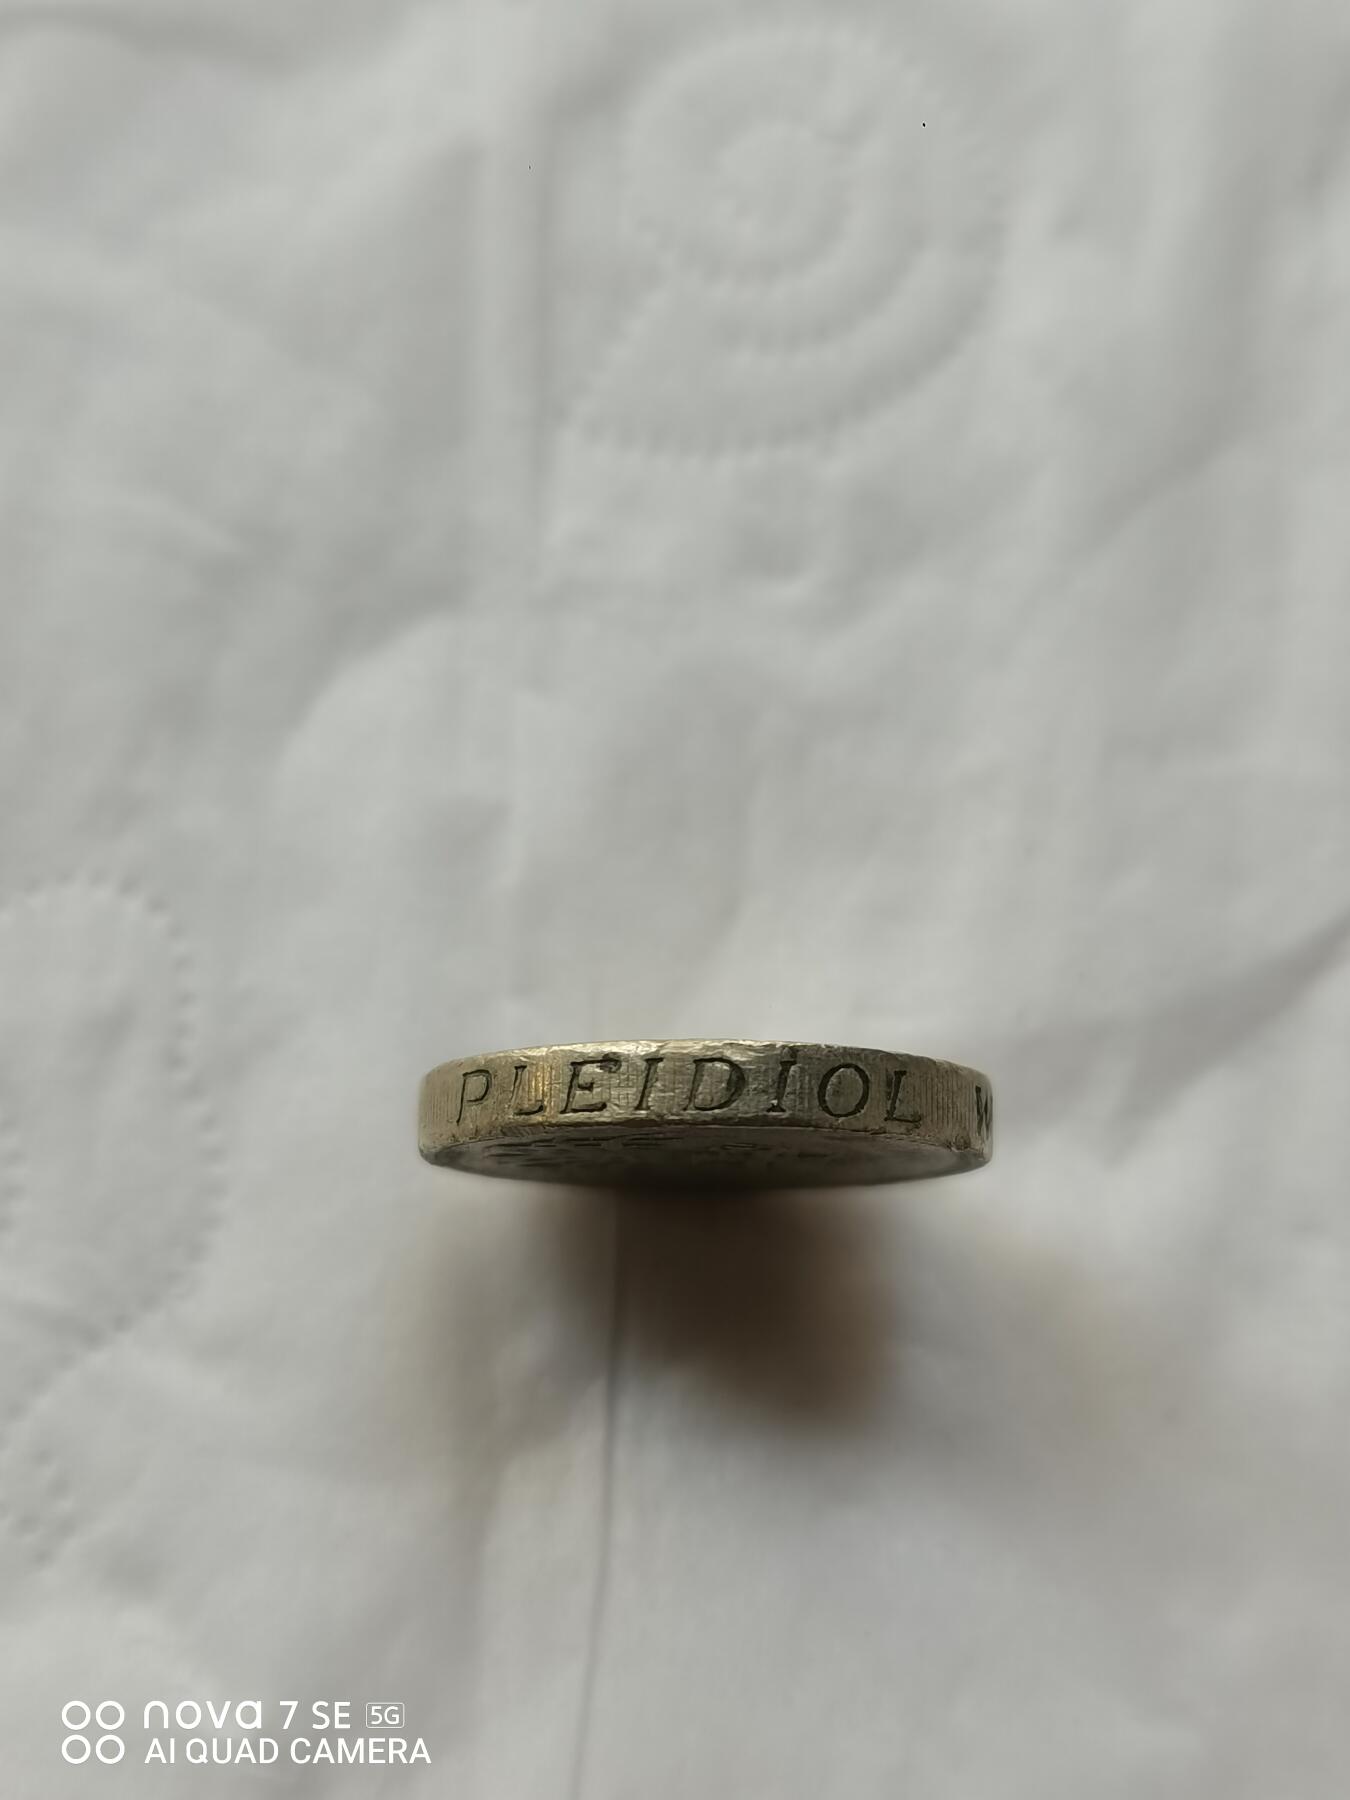 PLEIDIOL W
nova 7 SE 5G
AI QUAD CAMERA